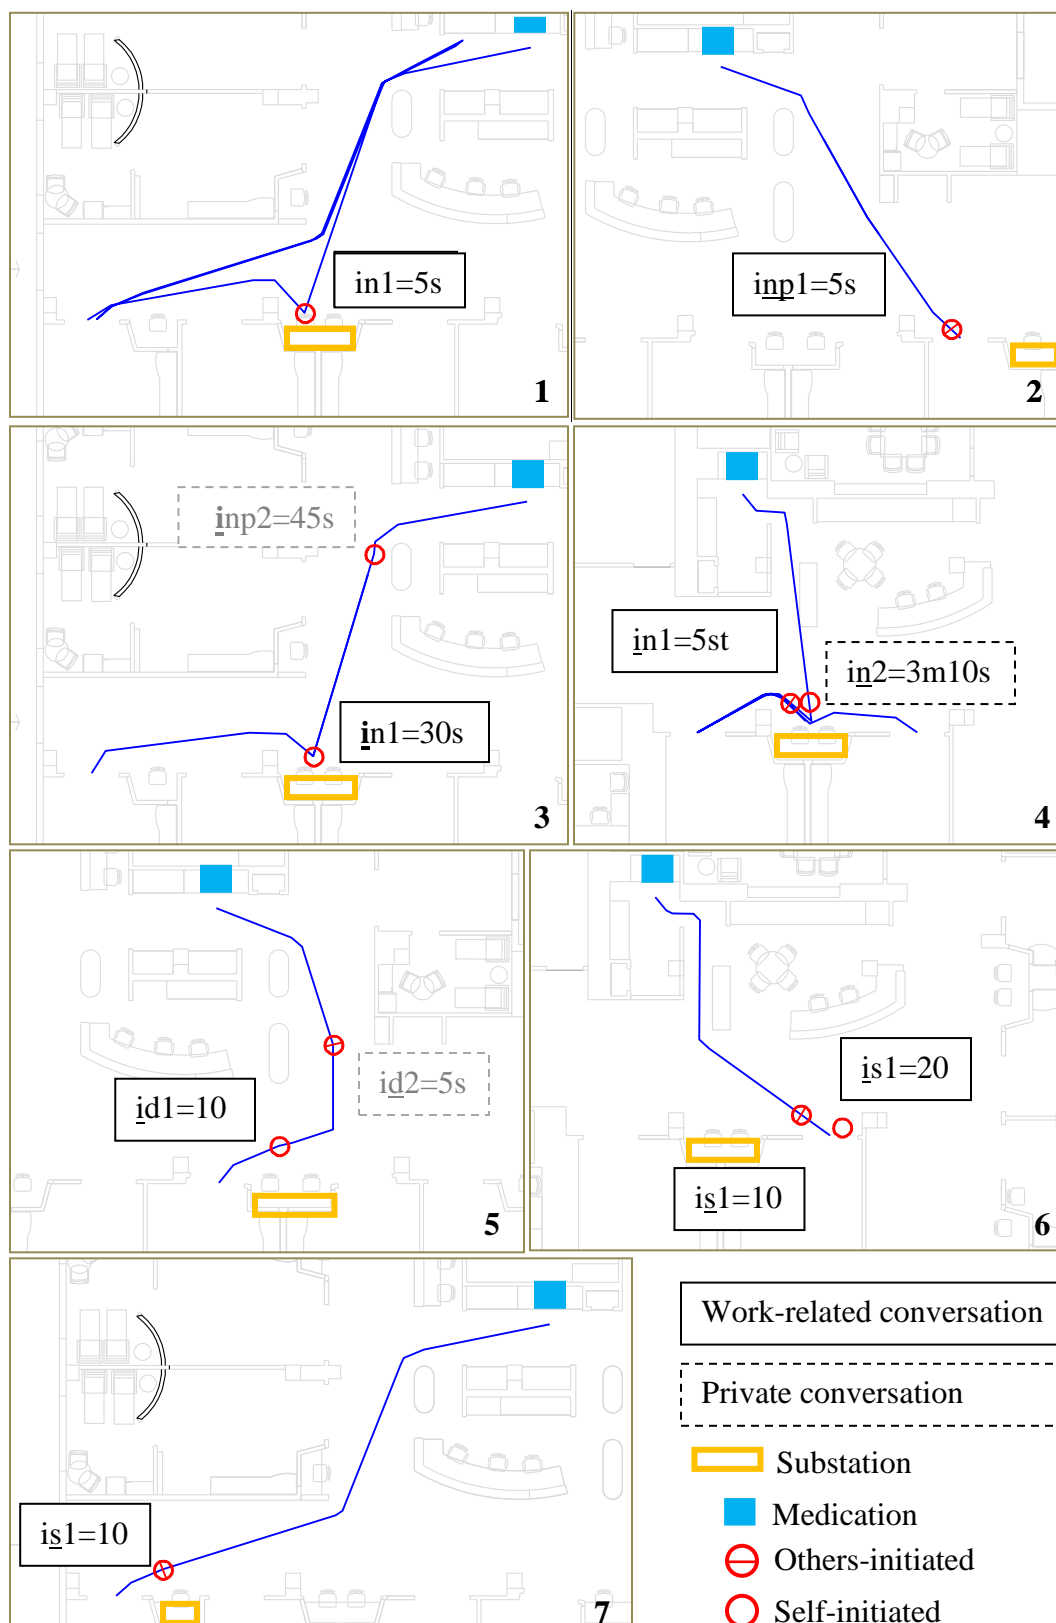 in1=5s
1
inp1=5s
2
inp2=45s
in1=30s
3
in1=5st
in2=3m10s
4
id1=10
id2=5s
5
is1=20
is1=10
6
is1=10
7
Work-related conversation
Private conversation
Substation
Medication
Others-initiated
Self-initiated